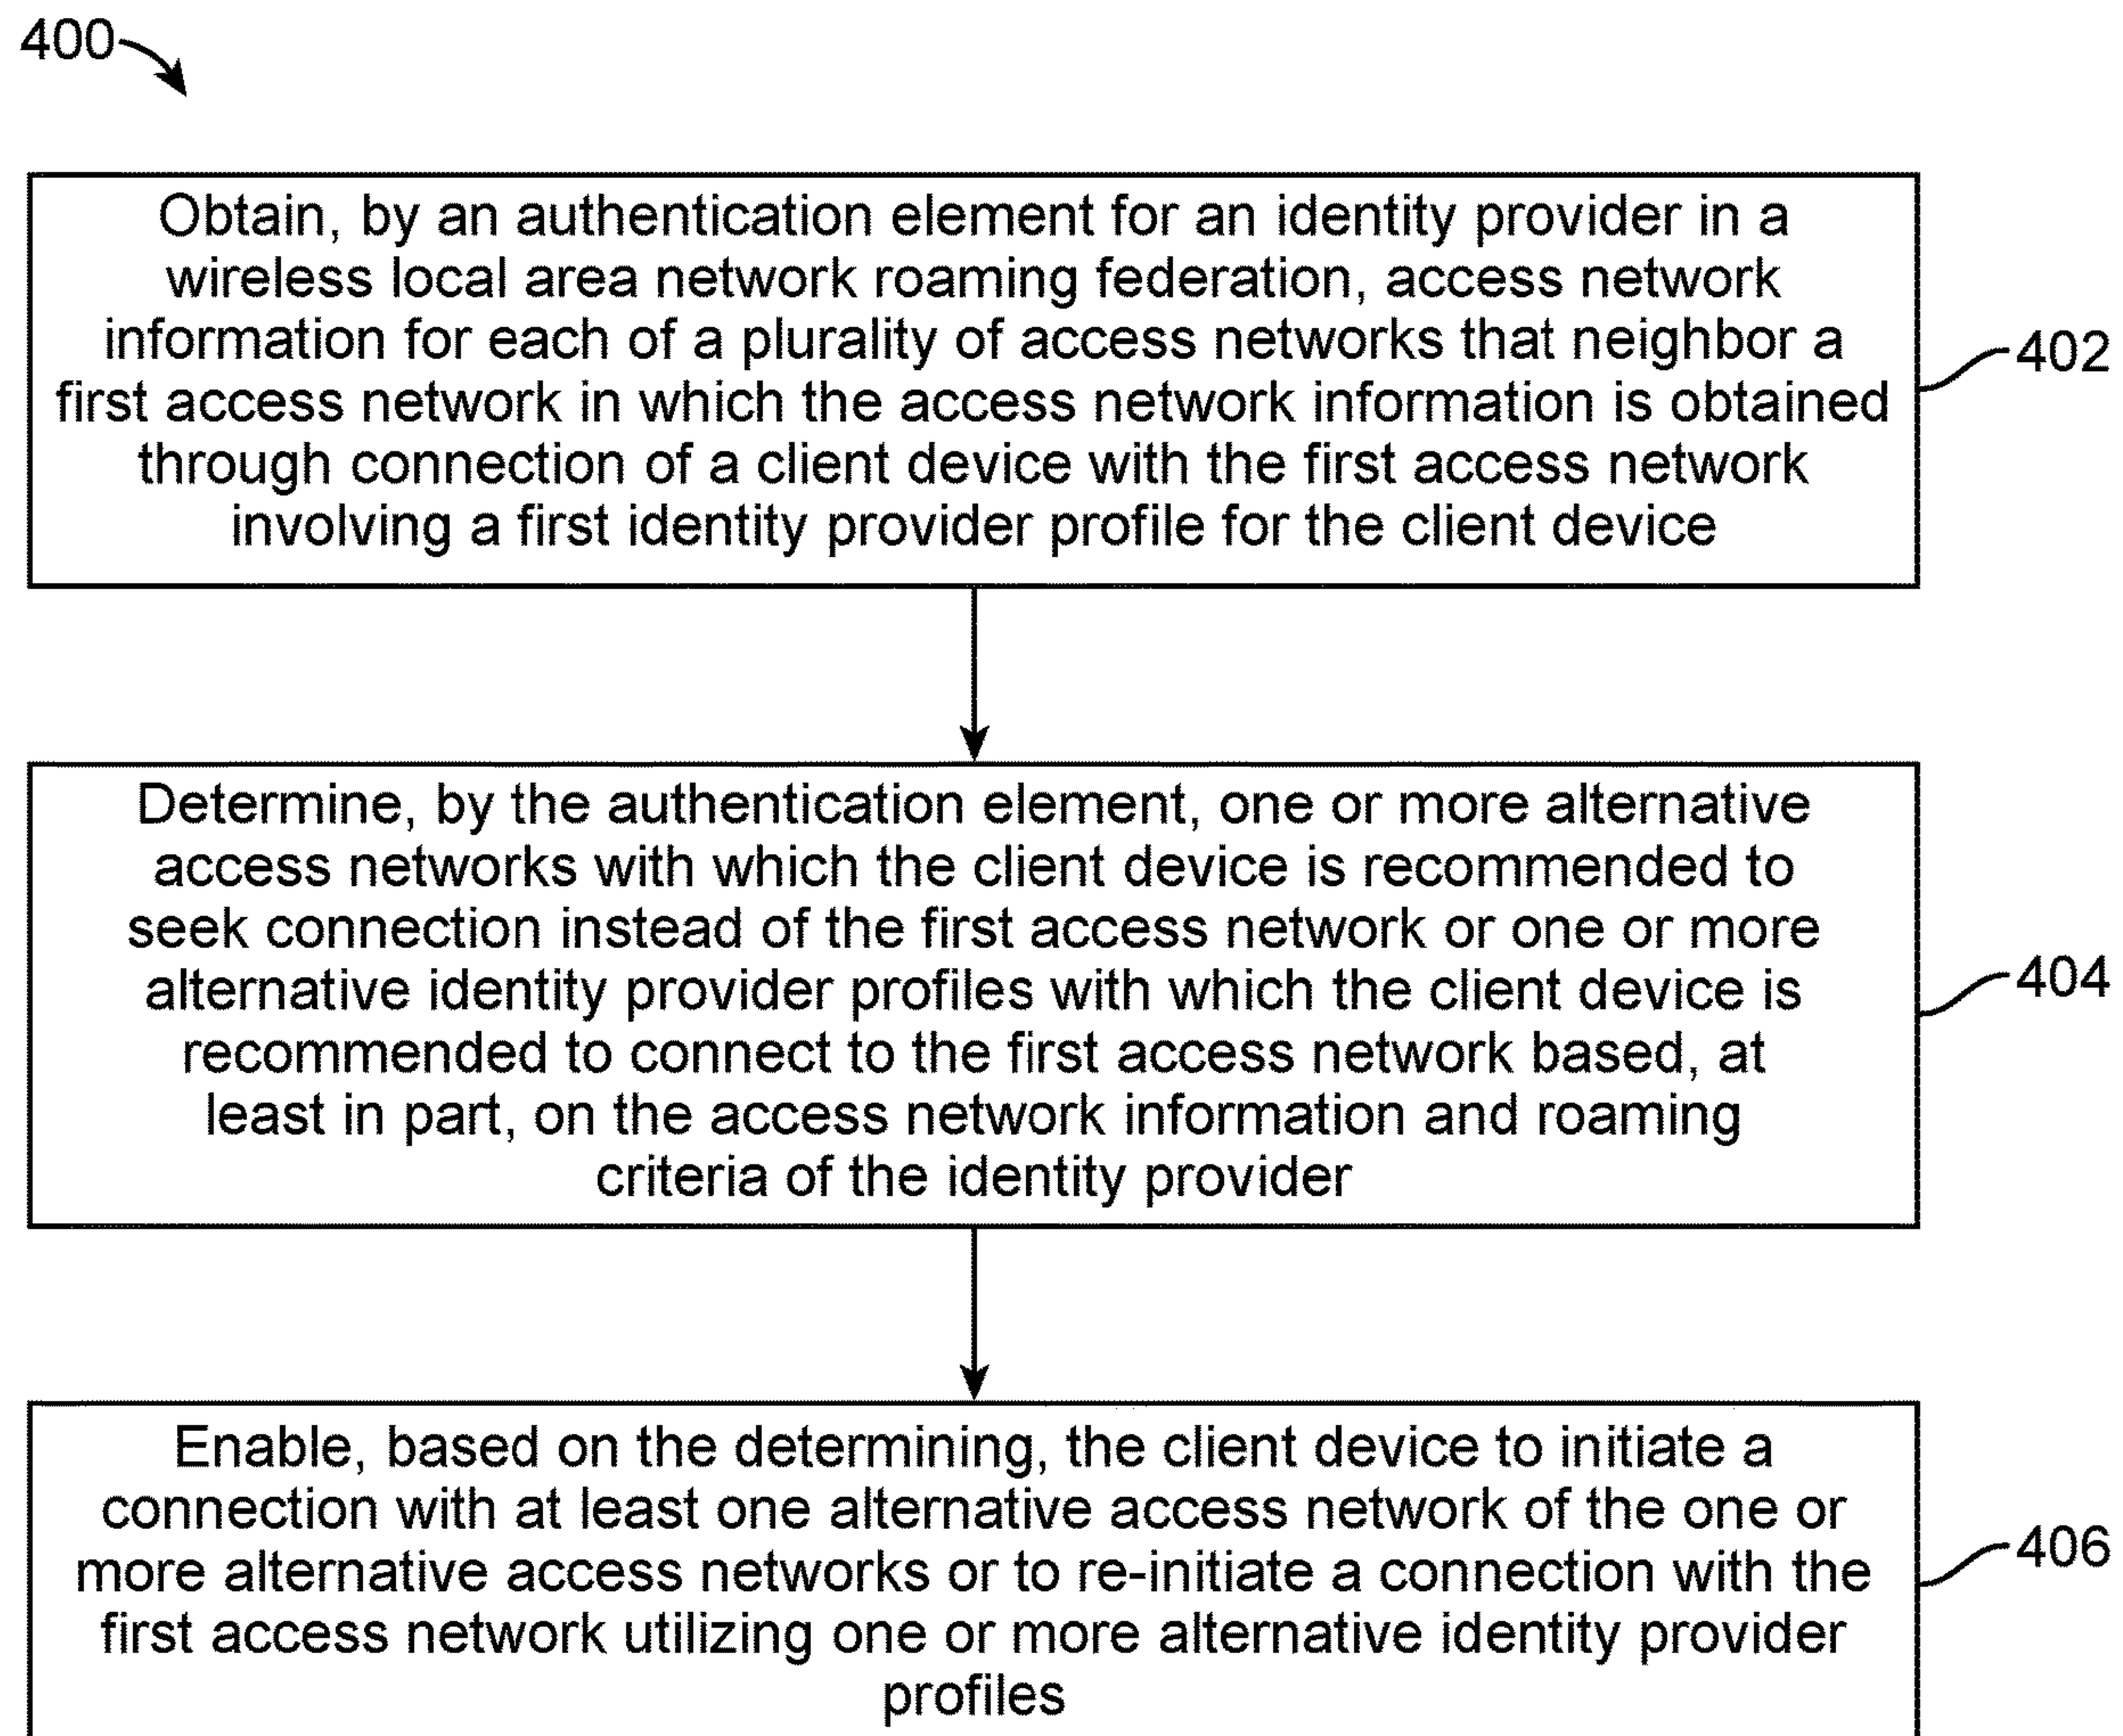 400
Obtain, by an authentication element for an identity provider in a
wireless local area network roaming federation, access network
information for each of a plurality of access networks that neighbor a
first access network in which the access network information is obtained
through connection of a client device with the first access network
involving a first identity provider profile for the client device
402
Determine, by the authentication element, one or more alternative
access networks with which the client device is recommended to
seek connection instead of the first access network or one or more
alternative identity provider profiles with which the client device is
recommended to connect to the first access network based, at
least in part, on the access network information and roaming
criteria of the identity provider
404
Enable, based on the determining, the client device to initiate a
connection with at least one alternative access network of the one or
more alternative access networks or to re-initiate a connection with the
first access network utilizing one or more alternative identity provider
profiles
406